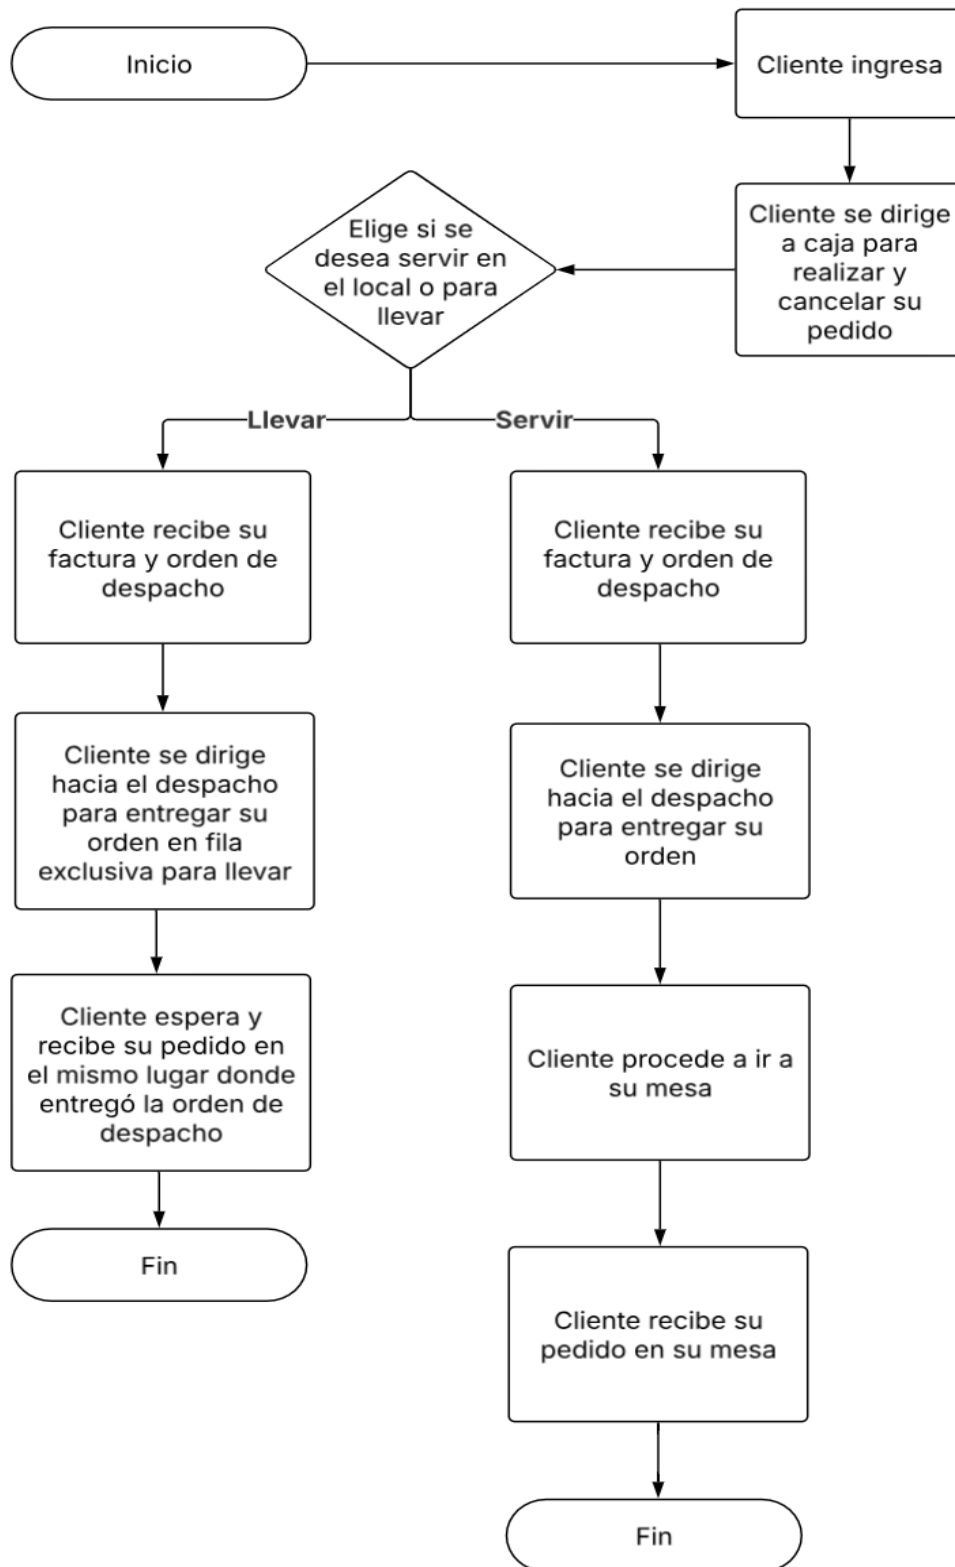 Inicio
Cliente ingresa
Cliente se dirige
a caja para
realizar y
cancelar su
pedido
Elige si se
desea servir en
el local o para
llevar
Llevar
Servir
Cliente recibe su
factura y orden de
despacho
Cliente se dirige
hacia el despacho
para entregar su
orden en fila
exclusiva para llevar
Cliente espera y
recibe su pedido en
el mismo lugar donde
entregó la orden de
despacho
Fin
Cliente recibe su
factura y orden de
despacho
Cliente se dirige
hacia el despacho
para entregar su
orden
Cliente procede a ir a
su mesa
Cliente recibe su
pedido en su mesa
Fin